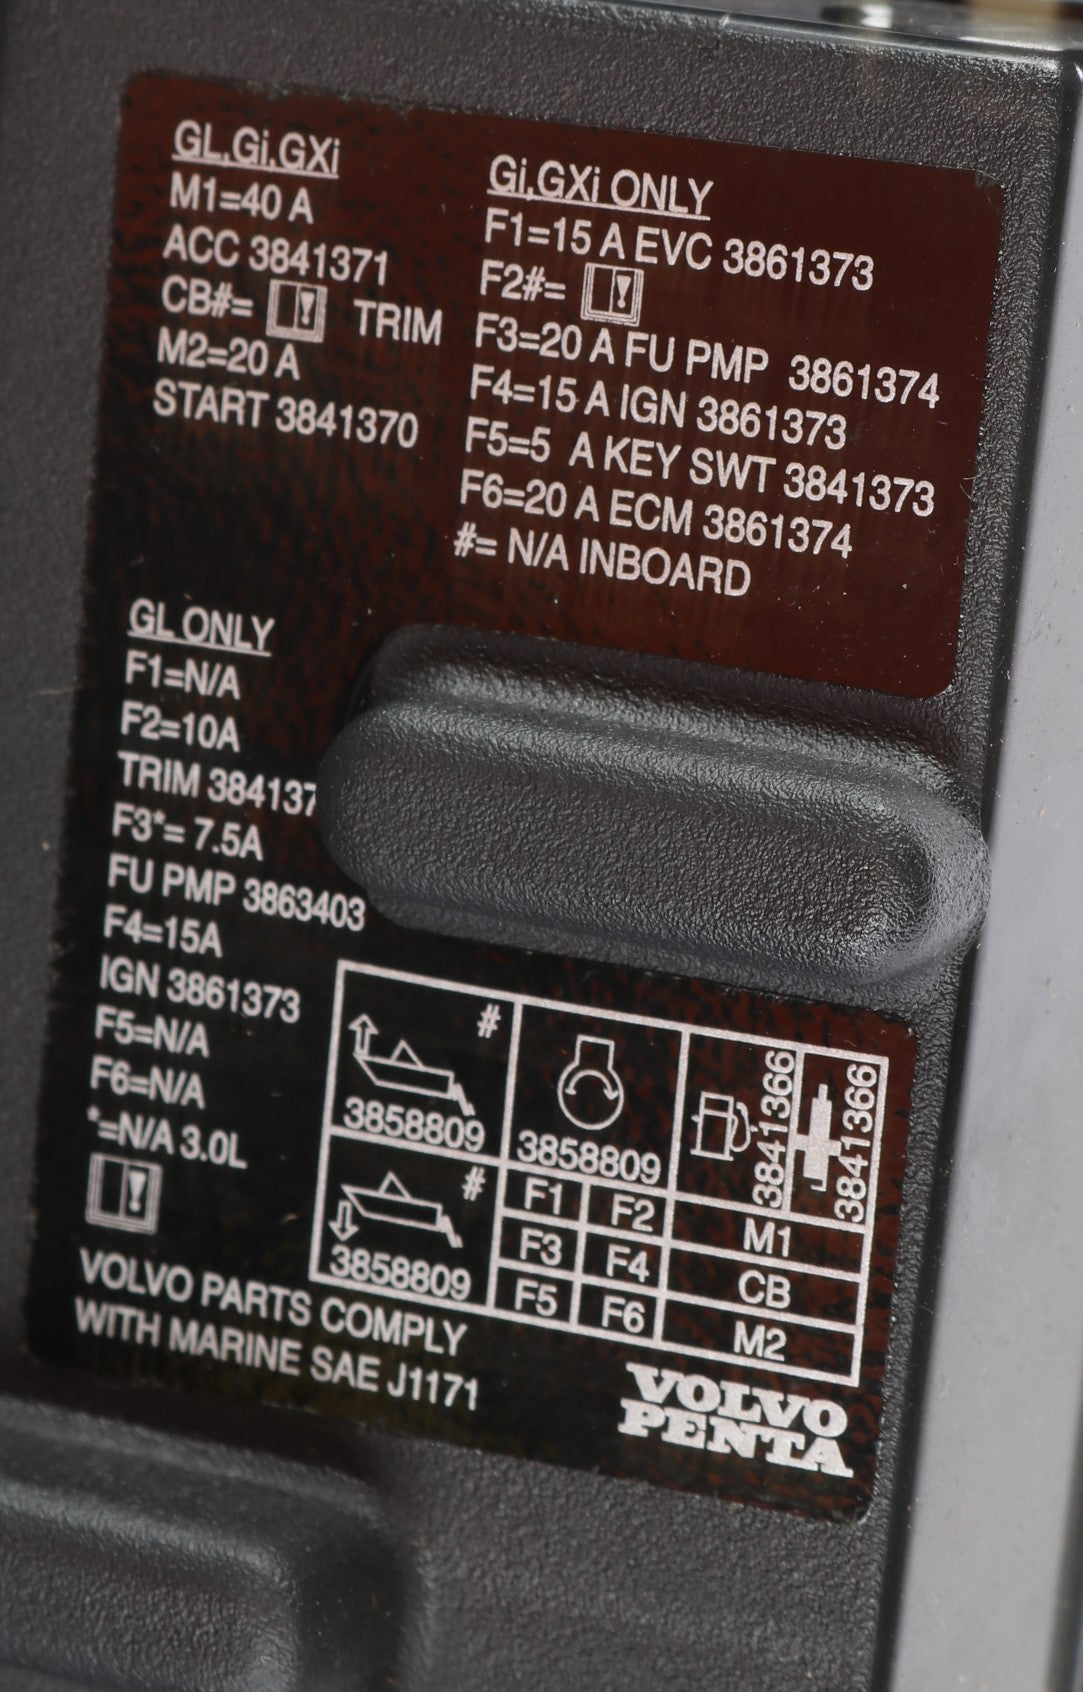 GL,Gi,GXi
M1=40 A
ACC 3841371
CB#= TRIM
M2=20 A
START 3841370
Gi,GXi ONLY
F1=15 A EVC 3861373
F2#=
F3=20 A FU PMP 3861374
F4=15 A IGN 3861373
F5=5 A KEY SWT 3841373
F6=20 A ECM 3861374
#= N/A INBOARD
GL ONLY
F1=N/A
F2=10A
TRIM 384137
F3*= 7.5A
FU PMP 3863403
F4=15A
IGN 3861373
F5=N/A
F6=N/A
*=N/A 3.0L
#
3858809
#
3858809
3858809
3841366
3841366
F1 F2 M1
F3 F4 CB
F5 F6 M2
VOLVO PARTS COMPLY
WITH MARINE SAE J1171
VOLVO
PENTA